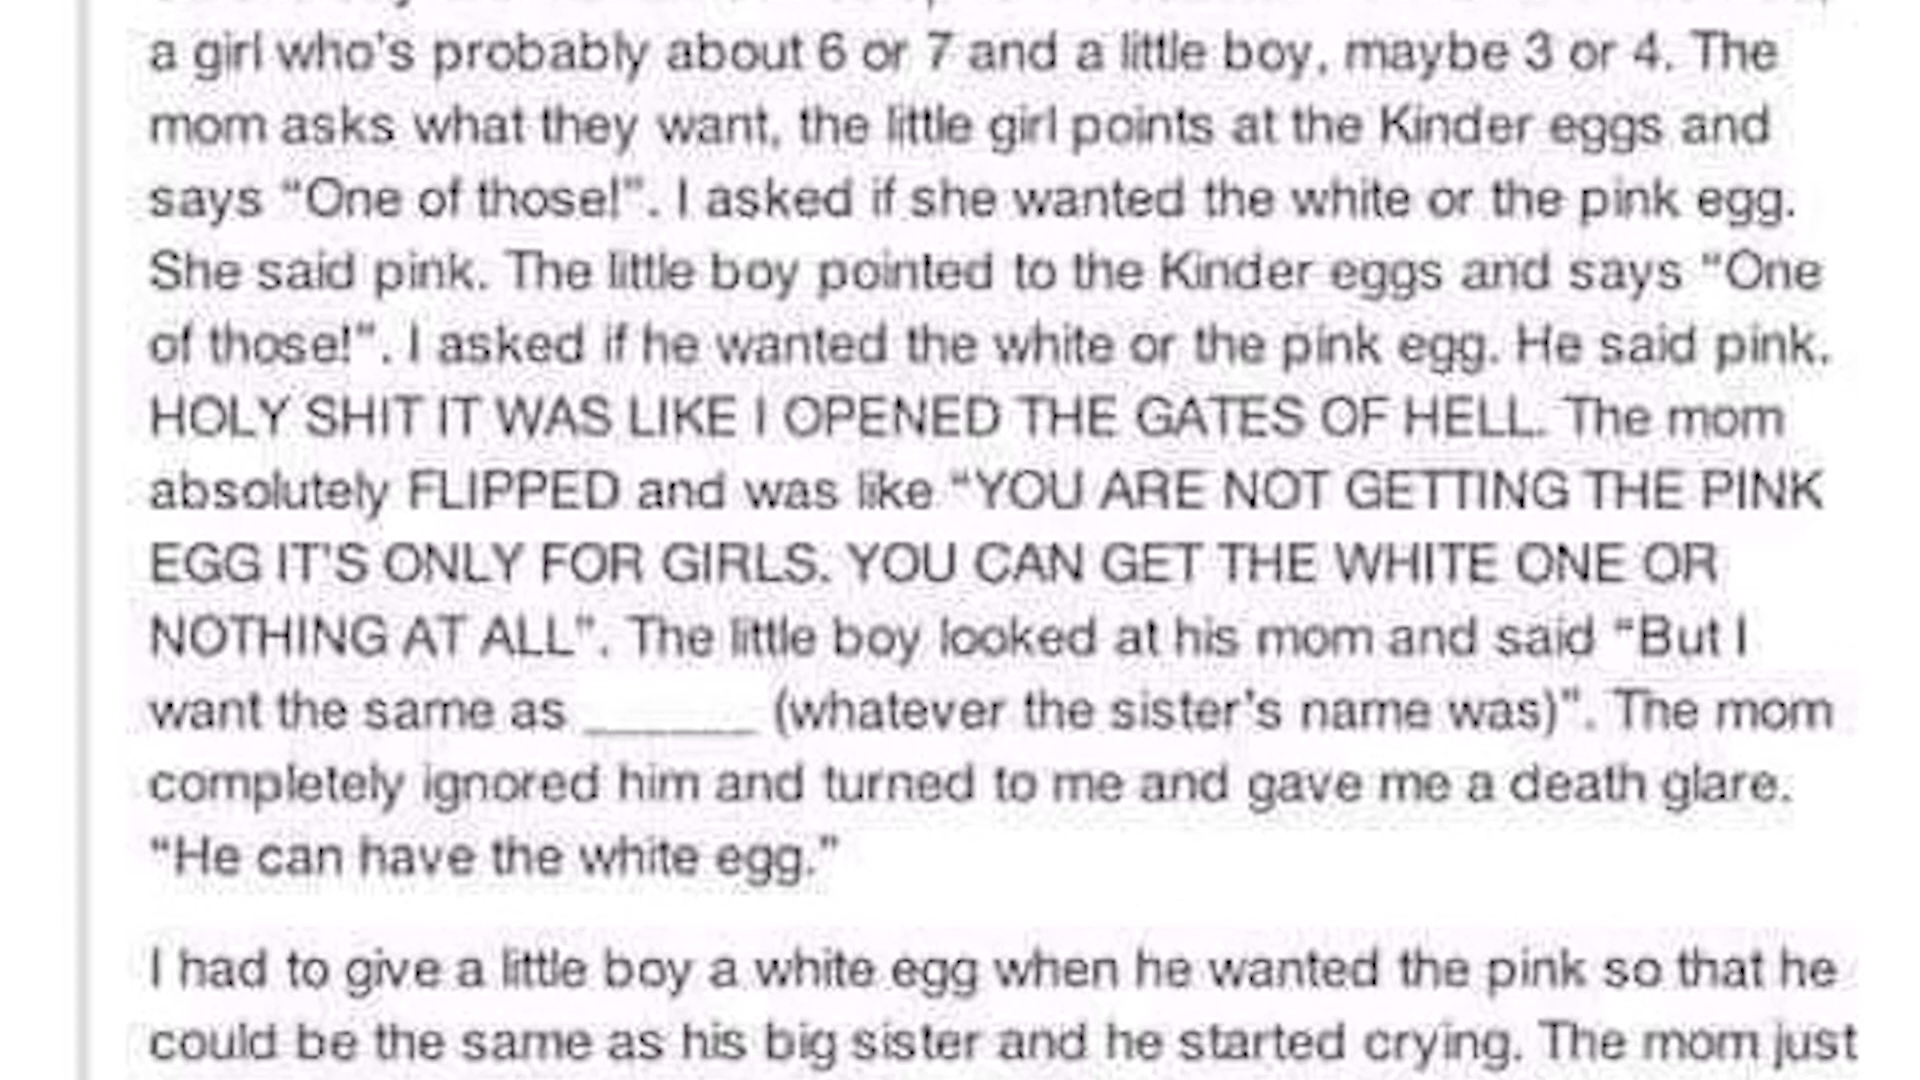 a girl who's probably about 6 or 7 and a little boy, maybe 3 or 4. The
mom asks what they want, the little girl points at the Kinder eggs and
says “One of those!”. I asked if she wanted the white or the pink egg.
She said pink. The little boy pointed to the Kinder eggs and says “One
of those!”. I asked if he wanted the white or the pink egg. He said pink.
HOLY SHIT IT WAS LIKE I OPENED THE GATES OF HELL. The mom
absolutely FLIPPED and was like “YOU ARE NOT GETTING THE PINK
EGG IT'S ONLY FOR GIRLS. YOU CAN GET THE WHITE ONE OR
NOTHING AT ALL”. The little boy looked at his mom and said “But I
want the same as ______ (whatever the sister's name was)”. The mom
completely ignored him and turned to me and gave me a death glare.
“He can have the white egg.”
I had to give a little boy a white egg when he wanted the pink so that he
could be the same as his big sister and he started crying. The mom just